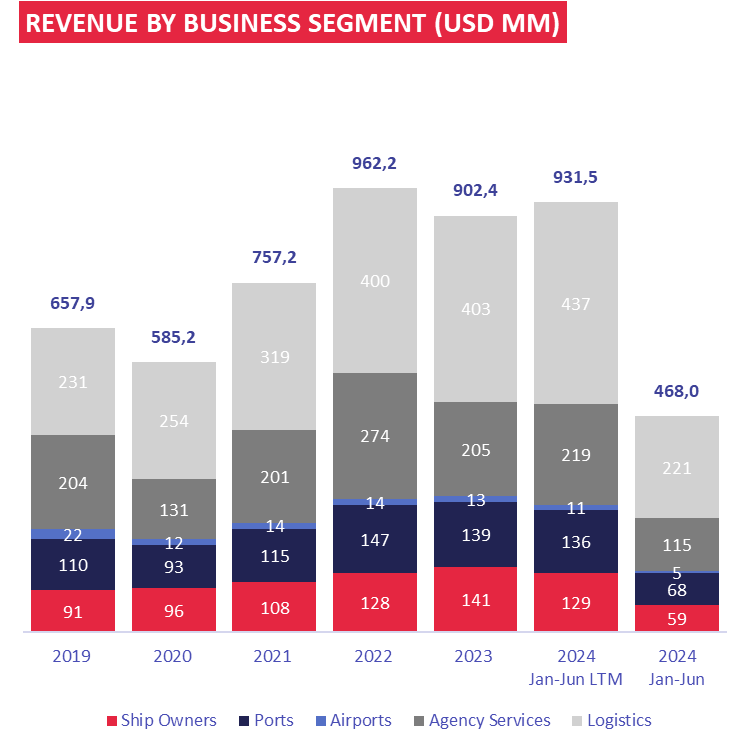 REVENUE BY BUSINESS SEGMENT (USD MM)
962,2
931,5
902,4
757,2
657,9
585,2
468,0
231 254 319 400 403 437 221
204 131 201 274 205 219 115
22 12 14 14 13 11 5
110 93 115 147 139 136 68
91 96 108 128 141 129 59
2019 2020 2021 2022 2023 2024 2024
Jan-Jun LTM Jan-Jun
Ship Owners Ports Airports Agency Services Logistics